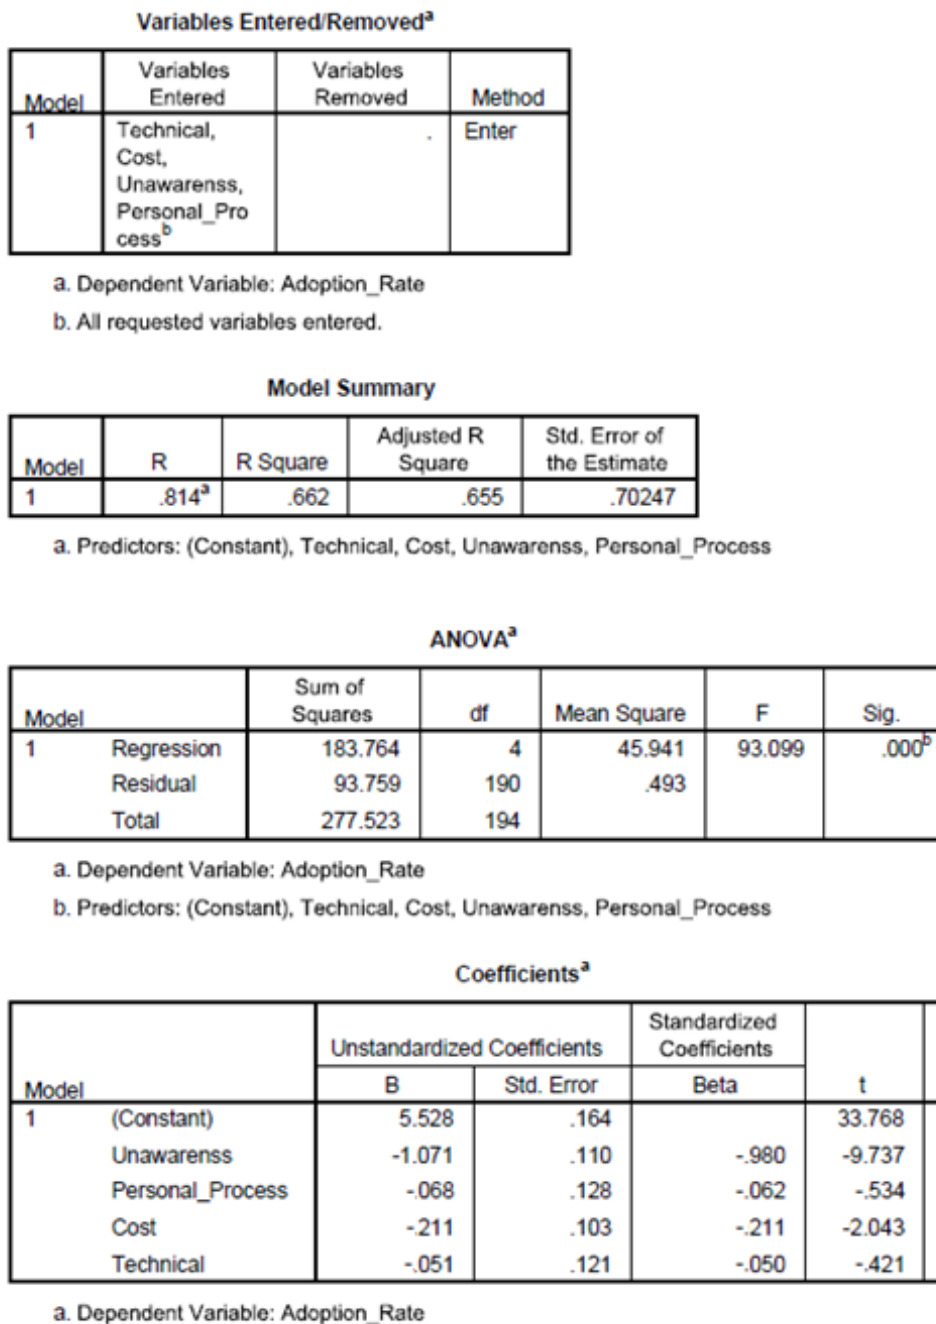 Variables Entered/Removedᵃ
Model Variables Entered Variables Removed Method
1 Technical, Cost, Unawarenss, Personal_Processᵇ . Enter
a. Dependent Variable: Adoption_Rate
b. All requested variables entered.
Model Summary
Model R R Square Adjusted R Square Std. Error of the Estimate
1 .814ᵃ .662 .655 .70247
a. Predictors: (Constant), Technical, Cost, Unawarenss, Personal_Process
ANOVAᵃ
Model Sum of Squares df Mean Square F Sig.
1 Regression 183.764 4 45.941 93.099 .000ᵇ
Residual 93.759 190 .493
Total 277.523 194
a. Dependent Variable: Adoption_Rate
b. Predictors: (Constant), Technical, Cost, Unawarenss, Personal_Process
Coefficientsᵃ
Unstandardized Coefficients Standardized Coefficients
Model B Std. Error Beta t
1 (Constant) 5.528 .164 33.768
Unawarenss -1.071 .110 -.980 -9.737
Personal_Process -.068 .128 -.062 -.534
Cost -.211 .103 -.211 -2.043
Technical -.051 .121 -.050 -.421
a. Dependent Variable: Adoption_Rate